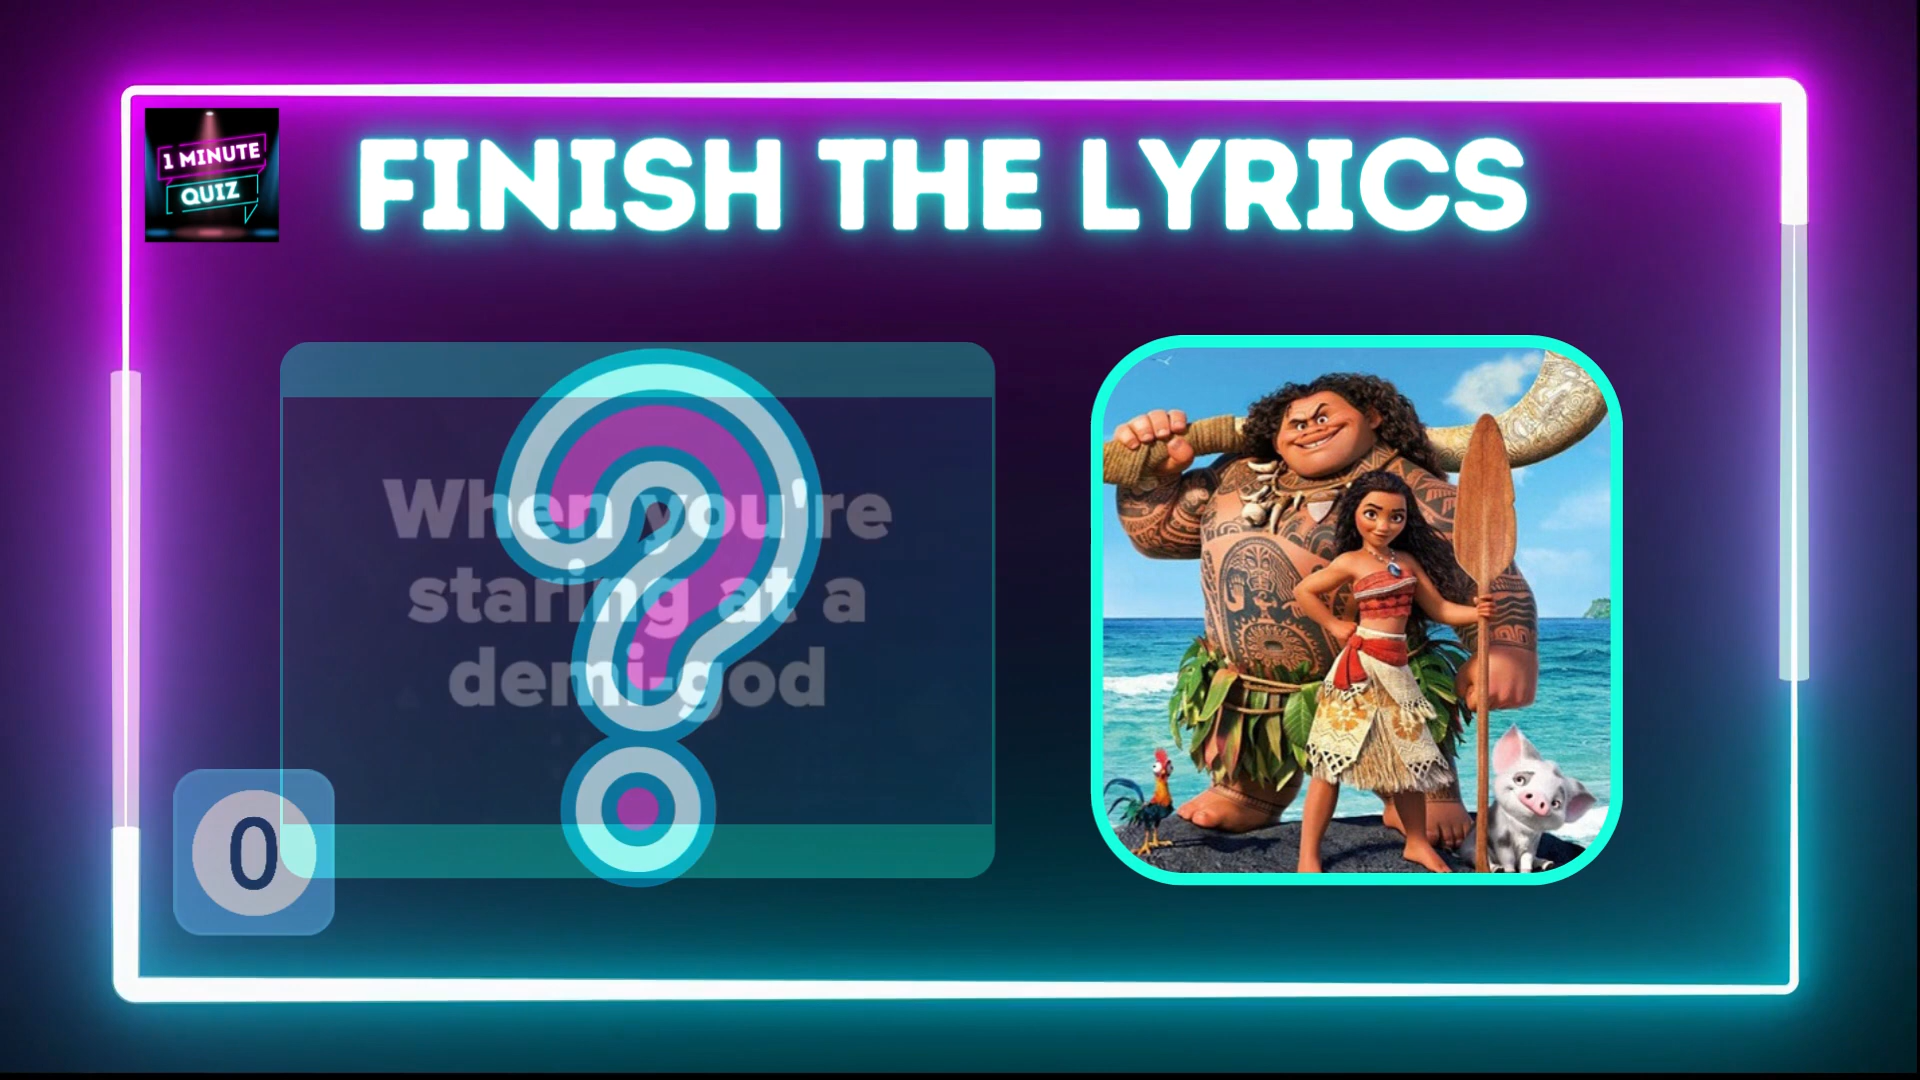 1 MINUTE
QUIZ
FINISH THE LYRICS
When you're
staring at a
demi-god
0